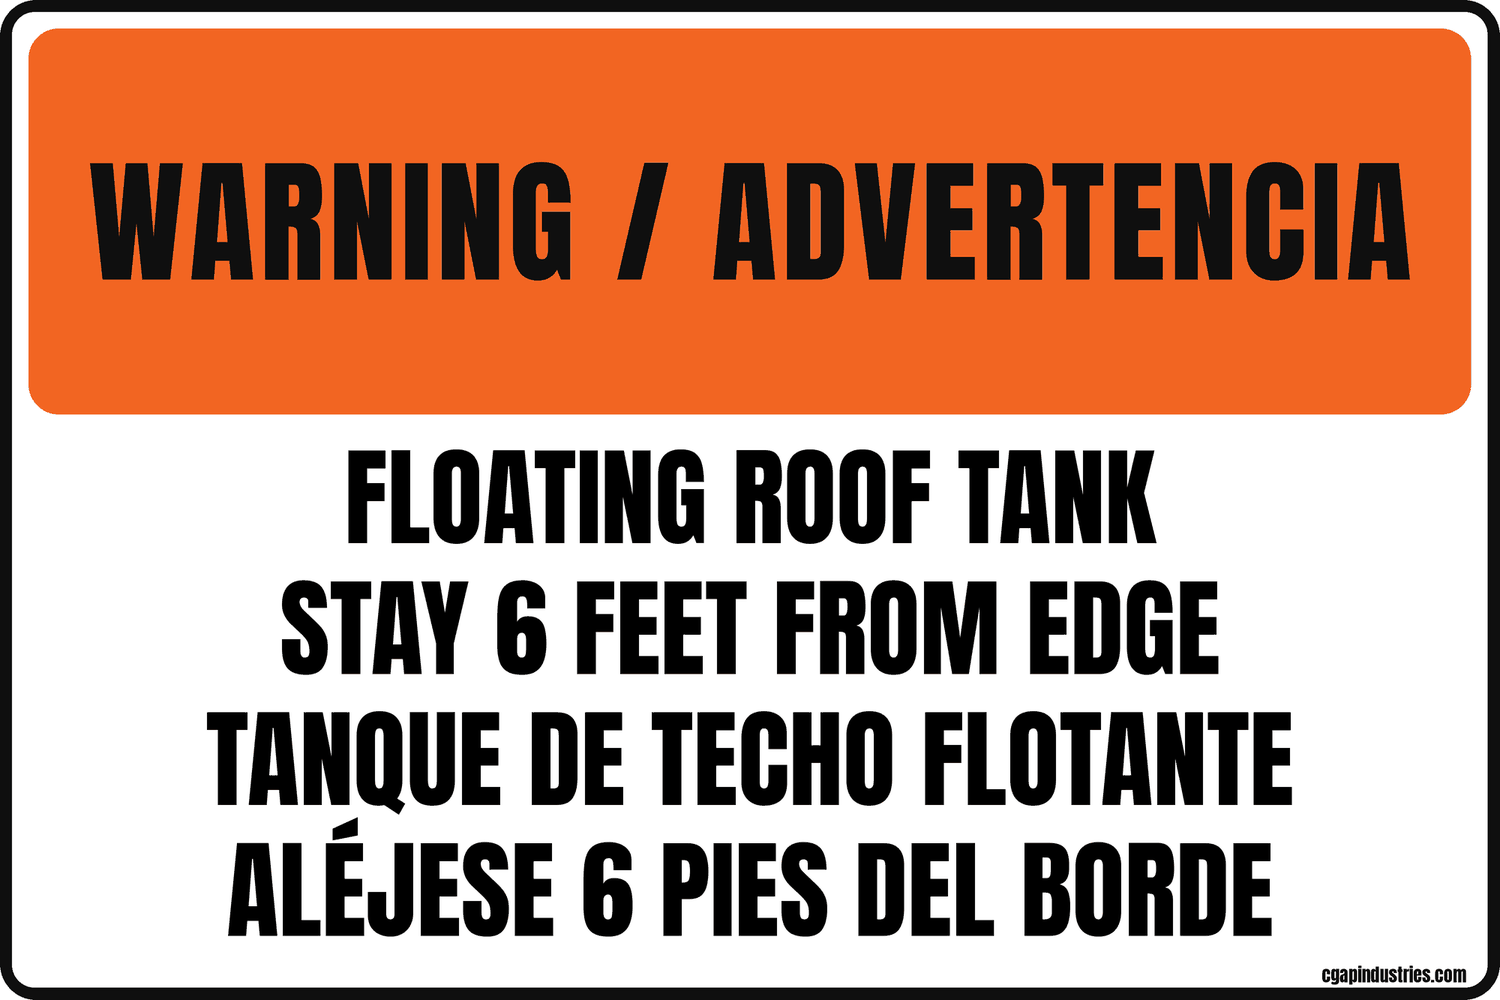 WARNING / ADVERTENCIA
FLOATING ROOF TANK
STAY 6 FEET FROM EDGE
TANQUE DE TECHO FLOTANTE
ALÉJESE 6 PIES DEL BORDE
cgapindustries.com